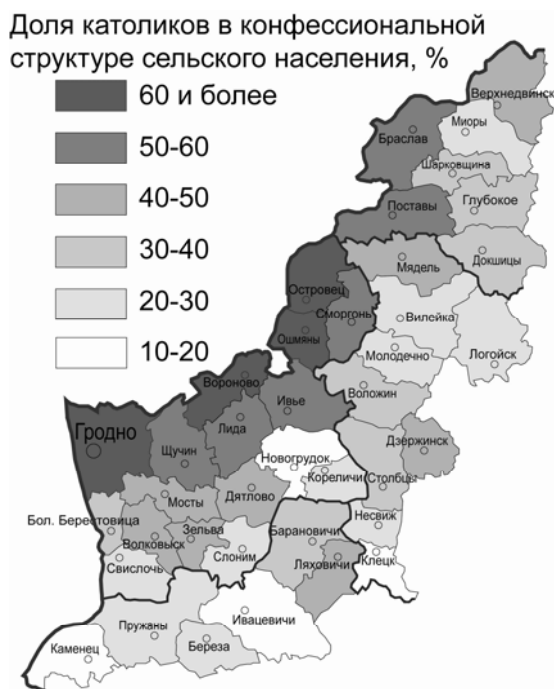 Доля католиков в конфессиональной
структуре сельского населения, %
60 и более
50-60
40-50
30-40
20-30
10-20
Верхнедвинск
Миоры
Браслав
Шарковщина
Поставы
Глубокое
Докшицы
Мядель
Островец
Сморгонь
Вилейка
Ошмяны
Молодечно
Логойск
Вороново
Ивье
Воложин
Гродно
Лида
Щучин
Дзержинск
Новогрудок
Кореличи
Столбцы
Мосты
Дятлово
Бол. Берестовица
Волковыск
Зельва
Барановичи
Несвиж
Слоним
Свислочь
Ляховичи
Клецк
Ивацевичи
Пружаны
Береза
Каменец